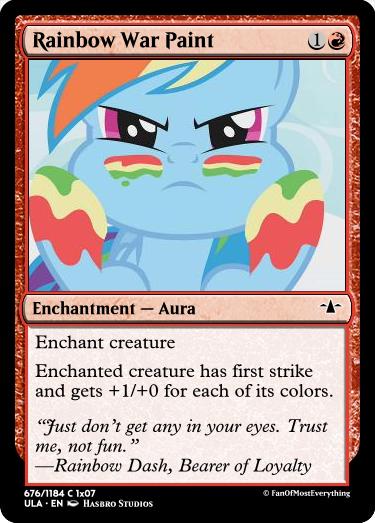 Rainbow War Paint 1
Enchantment — Aura
Enchant creature
Enchanted creature has first strike
and gets +1/+0 for each of its colors.
“Just don't get any in your eyes. Trust
me, not fun.”
—Rainbow Dash, Bearer of Loyalty
676/1184 C 1x07
ULA • EN Hasbro Studios
© FanOfMostEverything